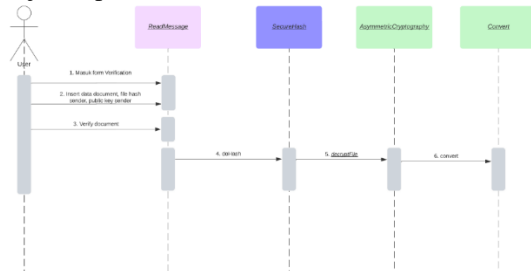 ReadMessage
SecureHash
AsymmetricCryptography
Convert
User
1. Masuk form Verification
2. Insert data document, file hash
sender, public key sender
3. Verify document
4. doHash
5. decryptFile
6. convert